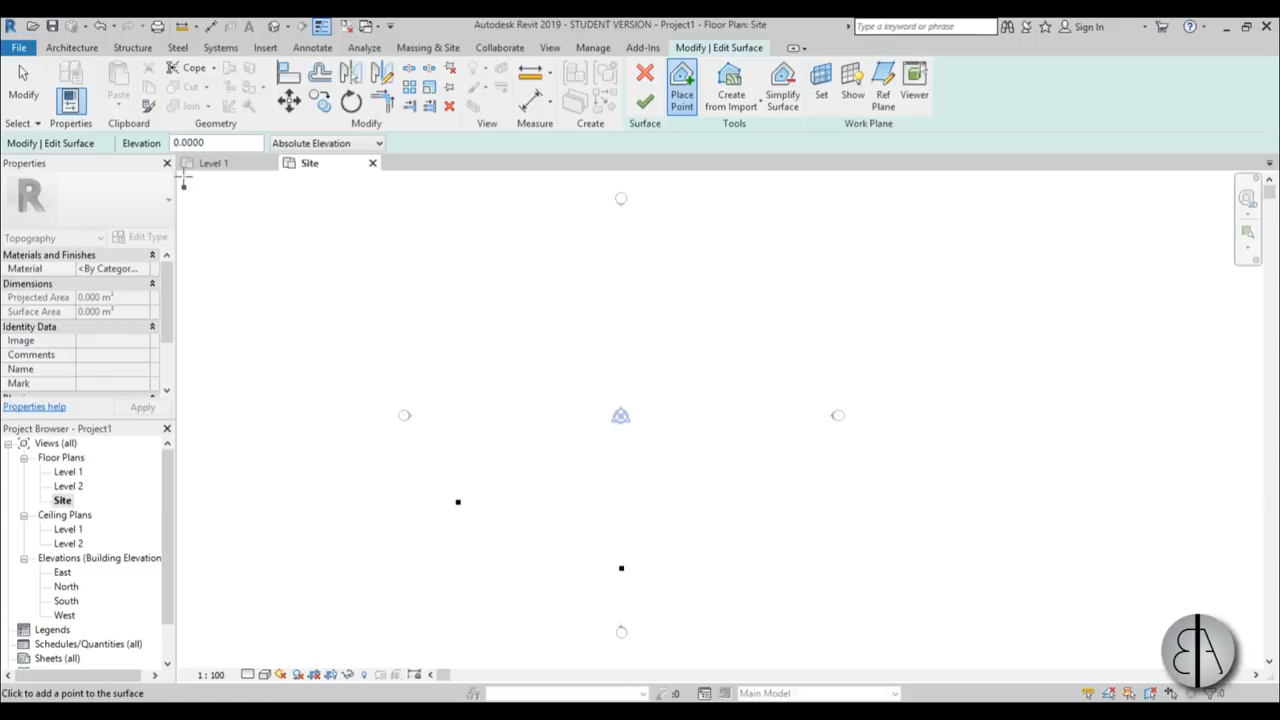 Autodesk Revit 2019 - STUDENT VERSION - Project1 - Floor Plan: Site
Type a keyword or phrase
Sign In
File Architecture Structure Steel Systems Insert Annotate Analyze Massing & Site Collaborate View Manage Add-Ins Modify | Edit Surface
Modify
Properties
Paste
Cope
Cut
Join
Place Point
Create from Import
Simplify Surface
Set
Show
Ref Plane
Viewer
Select Properties Clipboard Geometry Modify View Measure Create Surface Tools Work Plane
Modify | Edit Surface Elevation 0.0000 Absolute Elevation
Properties
Level 1
Site
R
Topography Edit Type
Materials and Finishes
Material <By Categor...
Dimensions
Projected Area 0.000 m²
Surface Area 0.000 m²
Identity Data
Image
Comments
Name
Mark
Properties help Apply
Project Browser - Project1
Views (all)
Floor Plans
Level 1
Level 2
Site
Ceiling Plans
Level 1
Level 2
Elevations (Building Elevation
East
North
South
West
Legends
Schedules/Quantities (all)
Sheets (all)
1 : 100
Click to add a point to the surface
:0
Main Model
:0